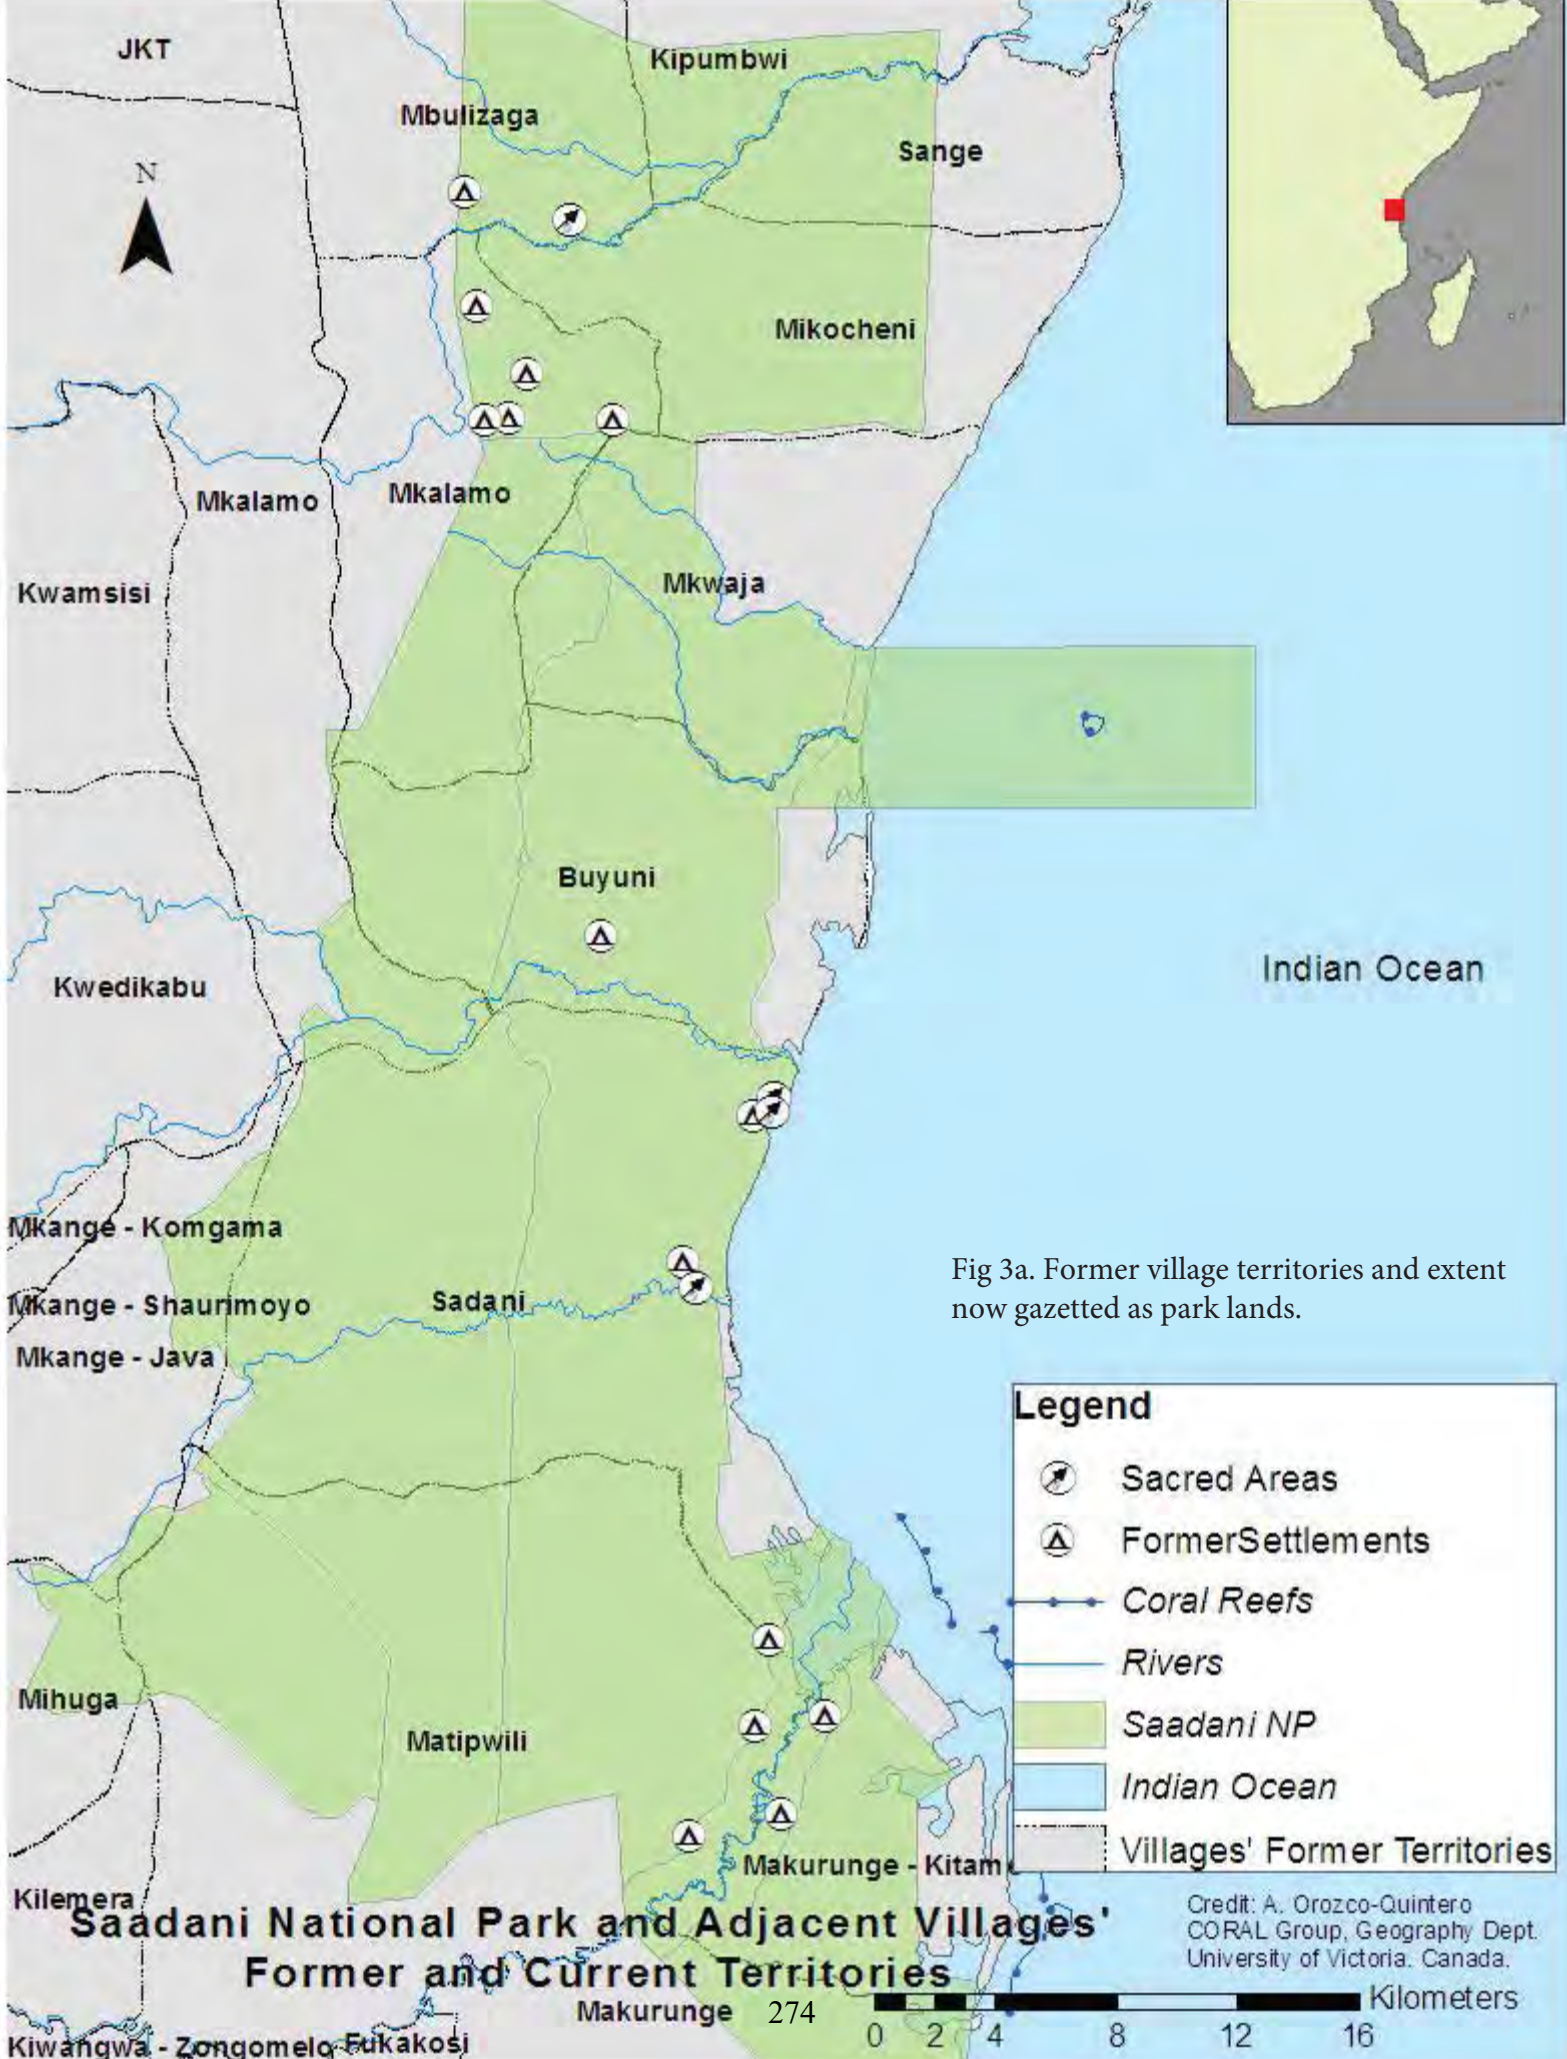 JKT
Kipumbwi
Mbulizaga
Sange
N
Mikocheni
Mkalamo
Mkalamo
Kwamsisi
Mkwaja
Buyuni
Indian Ocean
Kwedikabu
Mkange - Komgama
Fig 3a. Former village territories and extent
now gazetted as park lands.
Sadani
Mkange - Shaurimoyo
Mkange - Java
Legend
Sacred Areas
FormerSettlements
Coral Reefs
Rivers
Saadani NP
Indian Ocean
Villages' Former Territories
Mihuga
Matipwili
Makurunge - Kitam
Kilemera
Saadani National Park and Adjacent Villages'
Former and Current Territories
Credit: A. Orozco-Quintero
CORAL Group, Geography Dept.
University of Victoria. Canada.
Makurunge
274
Kilometers
0 2 4 8 12 16
Kiwangwa - Zongomelo
Fukakosi